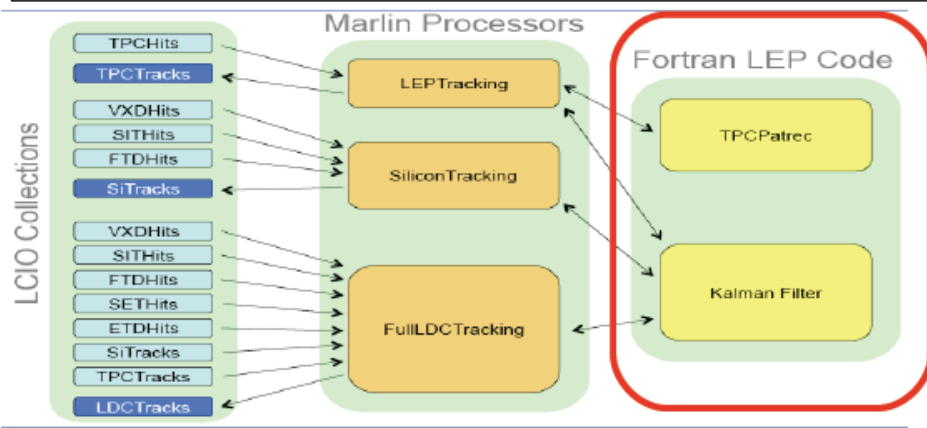 Marlin Processors
Fortran LEP Code
LCIO Collections
TPCHits
TPCTracks
VXDHits
SITHits
FTDHits
SiTracks
VXDHits
SITHits
FTDHits
SETHits
ETDHits
SiTracks
TPCTracks
LDCTracks
LEPTracking
SiliconTracking
FullLDCTracking
TPCPatrec
Kalman Filter